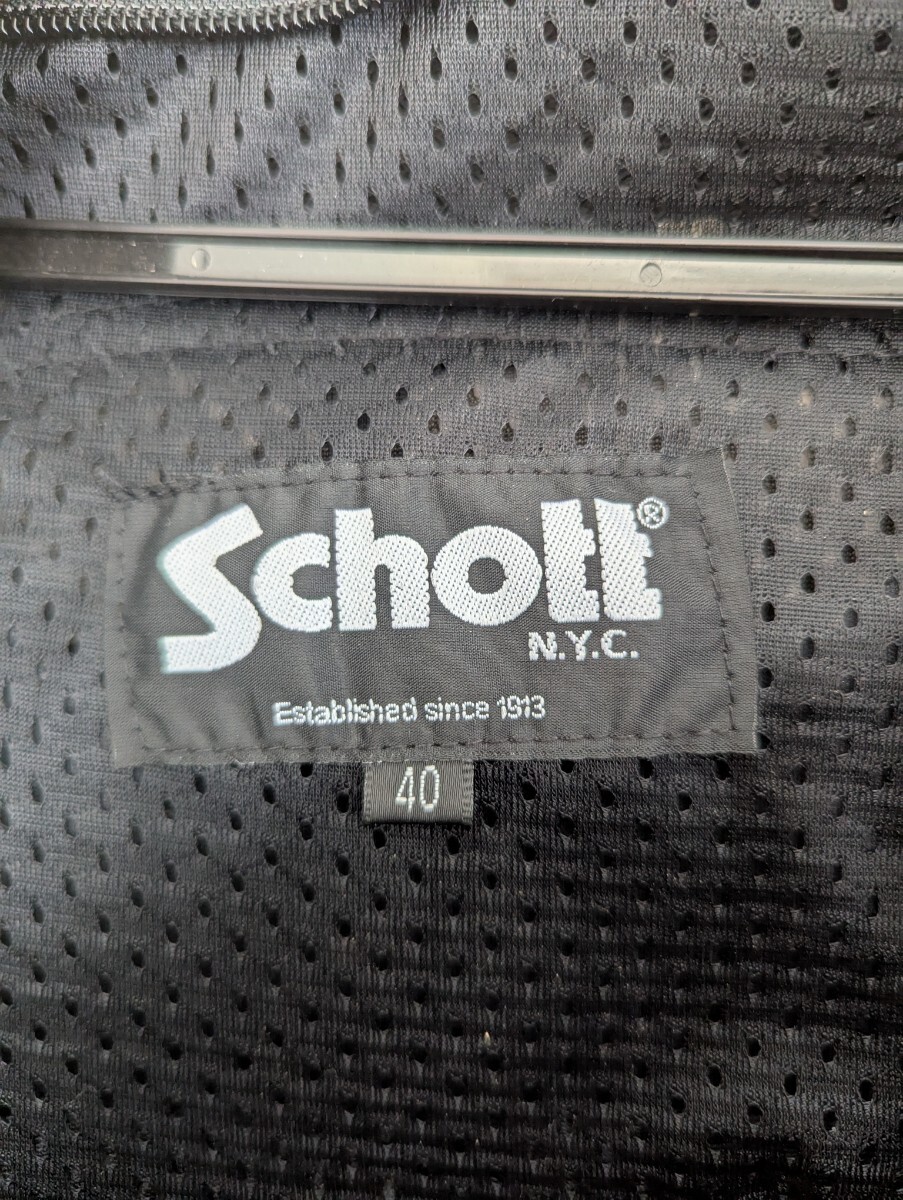 Schott®
N.Y.C.
Established since 1913
40